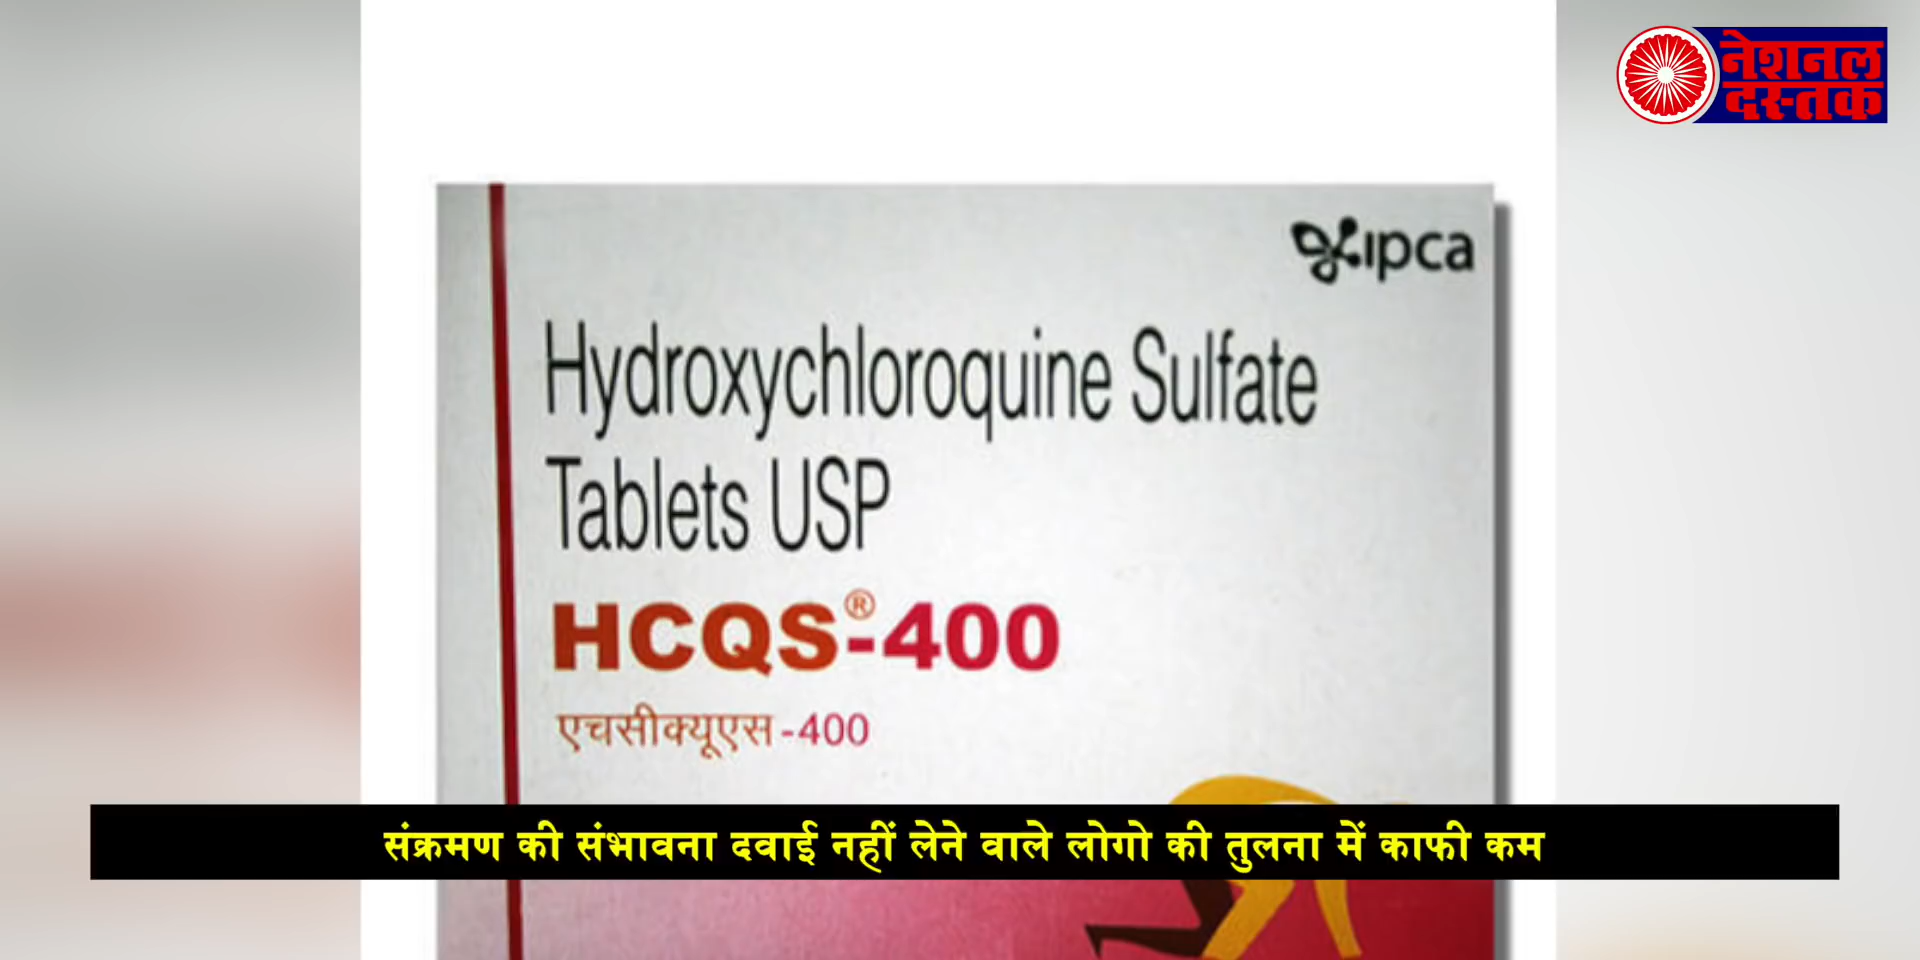 नेशनल
दस्तक
ipca
Hydroxychloroquine Sulfate
Tablets USP
HCQS®-400
एचसीक्यूएस-400
संक्रमण की संभावना दवाई नहीं लेने वाले लोगो की तुलना में काफी कम